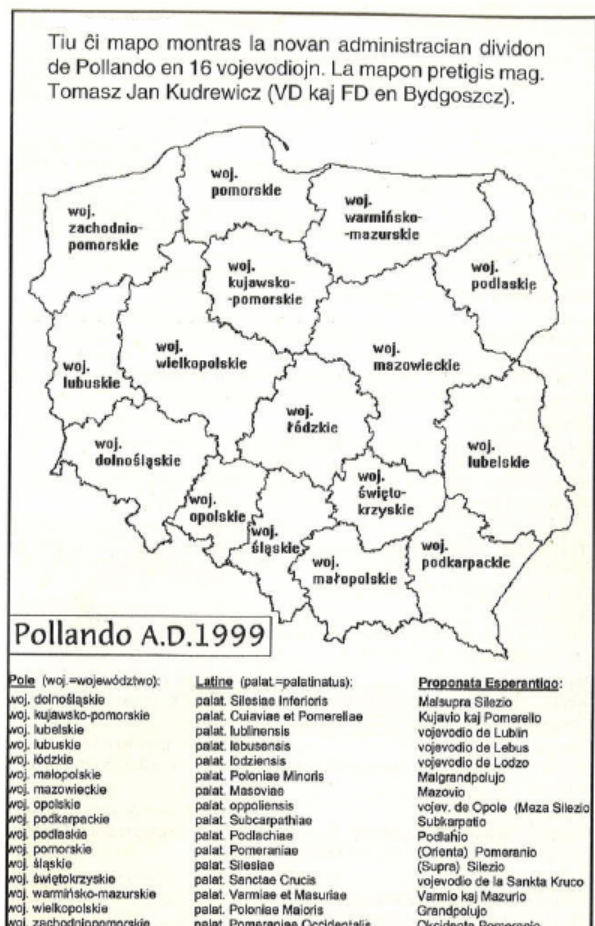 Tiu ĉi mapo montras la novan administracian dividon
de Pollando en 16 vojevodiojn. La mapon pretigis mag.
Tomasz Jan Kudrewicz (VD kaj FD en Bydgoszcz).
woj.
pomorskie
woj.
warmińsko-
-mazurskie
woj.
zachodnio-
pomorskie
woj.
podlaskie
woj.
kujawsko-
-pomorskie
woj.
lubuskie
woj.
wielkopolskie
woj.
mazowieckie
woj.
łódzkie
woj.
dolnośląskie
woj.
lubelskie
woj.
opolskie
woj.
śląskie
woj.
święto-
krzyskie
woj.
małopolskie
woj.
podkarpackie
Pollando A.D.1999
Pole (woj.=województwo):
woj. dolnośląskie
woj. kujawsko-pomorskie
woj. lubelskie
woj. lubuskie
woj. łódzkie
woj. małopolskie
woj. mazowieckie
woj. opolskie
woj. podkarpackie
woj. podlaskie
woj. pomorskie
woj. śląskie
woj. świętokrzyskie
woj. warmińsko-mazurskie
woj. wielkopolskie
woj. zachodniopomorskie
Latine (palat.=palatinatus):
palat. Silesiae Inferioris
palat. Cuiaviae et Pomereliae
palat. lublinensis
palat. lebusensis
palat. lodziensis
palat. Poloniae Minoris
palat. Masoviae
palat. oppoliensis
palat. Subcarpathiae
palat. Podlachiae
palat. Pomeraniae
palat. Silesiae
palat. Sanctae Crucis
palat. Varmiae et Masuriae
palat. Poloniae Maioris
palat. Pomeraniae Occidentalis
Proponata Esperantigo:
Malsupra Silezio
Kujavio kaj Pomerelio
vojevodio de Lublin
vojevodio de Lebus
vojevodio de Lodzo
Malgrandpolujo
Mazovio
vojev. de Opole (Meza Silezio
Subkarpatio
Podlaĥio
(Orienta) Pomeranio
(Supra) Silezio
vojevodio de la Sankta Kruco
Varmio kaj Mazurio
Grandpolujo
Okcidenta Pomeranio